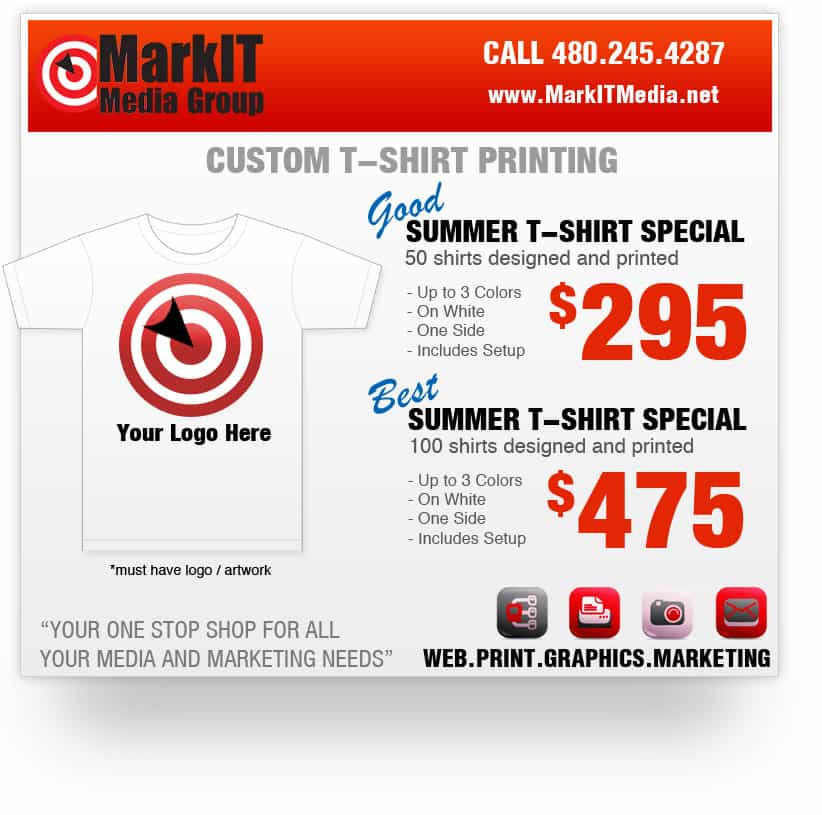 MarkIT
Media Group
CALL 480.245.4287
www.MarkITMedia.net
CUSTOM T-SHIRT PRINTING
Good
SUMMER T-SHIRT SPECIAL
50 shirts designed and printed
- Up to 3 Colors
- On White
- One Side
- Includes Setup
$295
Best
SUMMER T-SHIRT SPECIAL
100 shirts designed and printed
- Up to 3 Colors
- On White
- One Side
- Includes Setup
$475
Your Logo Here
*must have logo / artwork
“YOUR ONE STOP SHOP FOR ALL
YOUR MEDIA AND MARKETING NEEDS”
WEB.PRINT.GRAPHICS.MARKETING